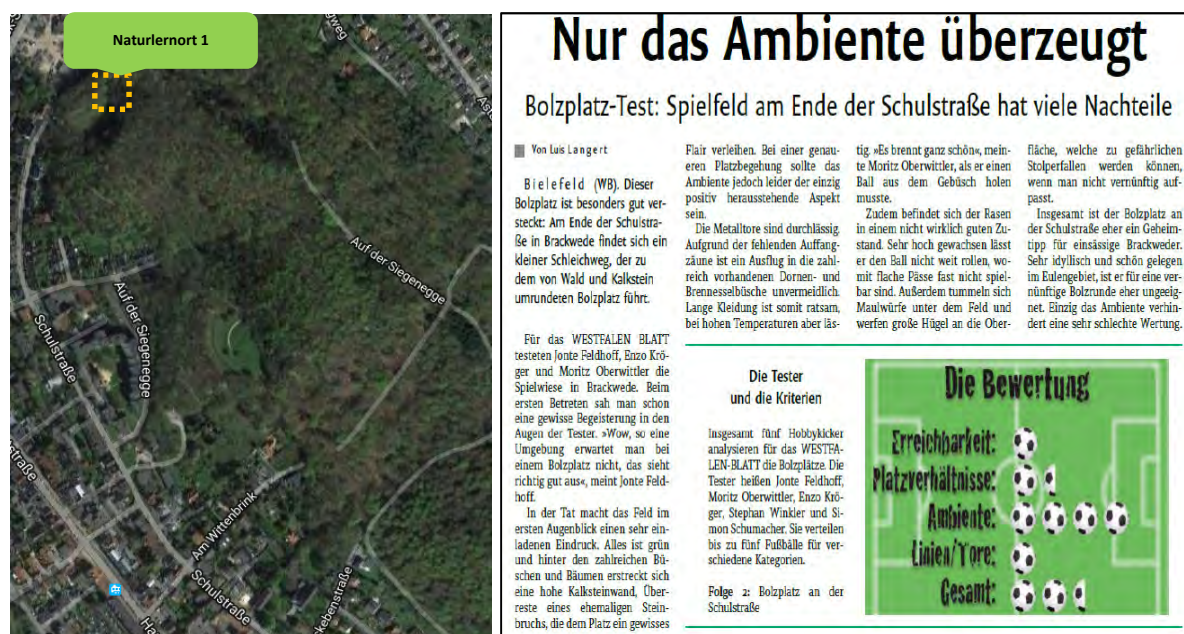 Naturlernort 1
Auf der Siegenegge
Auf der Siegenegge
Schulstraße
Am Wittenbrink
Schulstraße
Nur das Ambiente überzeugt
Bolzplatz-Test: Spielfeld am Ende der Schulstraße hat viele Nachteile
Von Luis Langert
Bielefeld (WB). Dieser
Bolzplatz ist besonders gut ver-
steckt: Am Ende der Schulstra-
ße in Brackwede findet sich ein
kleiner Schleichweg, der zu
dem von Wald und Kalkstein
umrundeten Bolzplatz führt.
Für das WESTFALEN BLATT
testeten Jonte Feldhoff, Enzo Krö-
ger und Moritz Oberwittler die
Spielwiese in Brackwede. Beim
ersten Betreten sah man schon
eine gewisse Begeisterung in den
Augen der Tester. »Wow, so eine
Umgebung erwartet man bei
einem Bolzplatz nicht, das sieht
richtig gut aus«, meint Jonte Feld-
hoff.
In der Tat macht das Feld im
ersten Augenblick einen sehr ein-
ladenen Eindruck. Alles ist grün
und hinter den zahlreichen Bü-
schen und Bäumen erstreckt sich
eine hohe Kalksteinwand, Über-
reste eines ehemaligen Stein-
bruchs, die dem Platz ein gewisses
Flair verleihen. Bei einer genau-
eren Platzbegehung sollte das
Ambiente jedoch leider der einzig
positiv herausstehende Aspekt
sein.
Die Metalltore sind durchlässig.
Aufgrund der fehlenden Auffang-
zäune ist ein Ausflug in die zahl-
reich vorhandenen Dornen- und
Brennesselbüsche unvermeidlich.
Lange Kleidung ist somit ratsam,
bei hohen Temperaturen aber läs-
tig. »Es brennt ganz schön«, mein-
te Moritz Oberwittler, als er einen
Ball aus dem Gebüsch holen
musste.
Zudem befindet sich der Rasen
in einem nicht wirklich guten Zu-
stand. Sehr hoch gewachsen lässt
er den Ball nicht weit rollen, wo-
mit flache Pässe fast nicht spiel-
bar sind. Außerdem tummeln sich
Maulwürfe unter dem Feld und
werfen große Hügel an die Ober-
fläche, welche zu gefährlichen
Stolperfallen werden können,
wenn man nicht vernünftig auf-
passt.
Insgesamt ist der Bolzplatz an
der Schulstraße eher ein Geheim-
tipp für einsässige Brackweder.
Sehr idyllisch und schön gelegen
im Eulengebiet, ist er für eine ver-
nünftige Bolzrunde eher ungeeig-
net. Einzig das Ambiente verhin-
dert eine sehr schlechte Wertung.
Die Tester
und die Kriterien
Insgesamt fünf Hobbykicker
analysieren für das WESTFA-
LEN-BLATT die Bolzplätze. Die
Tester heißen Jonte Feldhoff,
Moritz Oberwittler, Enzo Krö-
ger, Stephan Winkler und Si-
mon Schumacher. Sie verteilen
bis zu fünf Fußbälle für ver-
schiedene Kategorien.
Folge 2: Bolzplatz an der
Schulstraße
Die Bewertung
Erreichbarkeit:
Platzverhältnisse:
Ambiente:
Linien/Tore:
Gesamt: